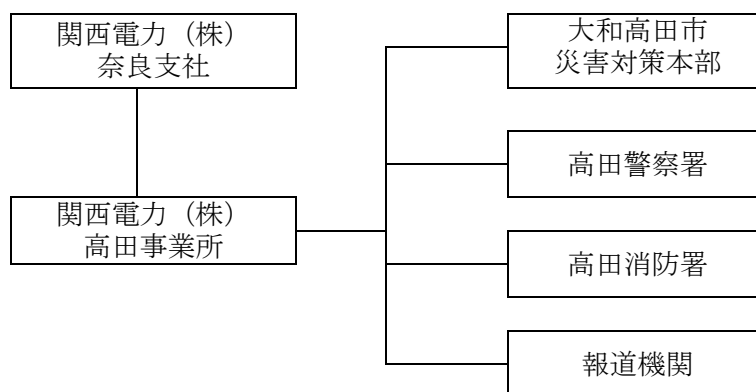 関西電力（株）
奈良支社
関西電力（株）
高田事業所
大和高田市
災害対策本部
高田警察署
高田消防署
報道機関